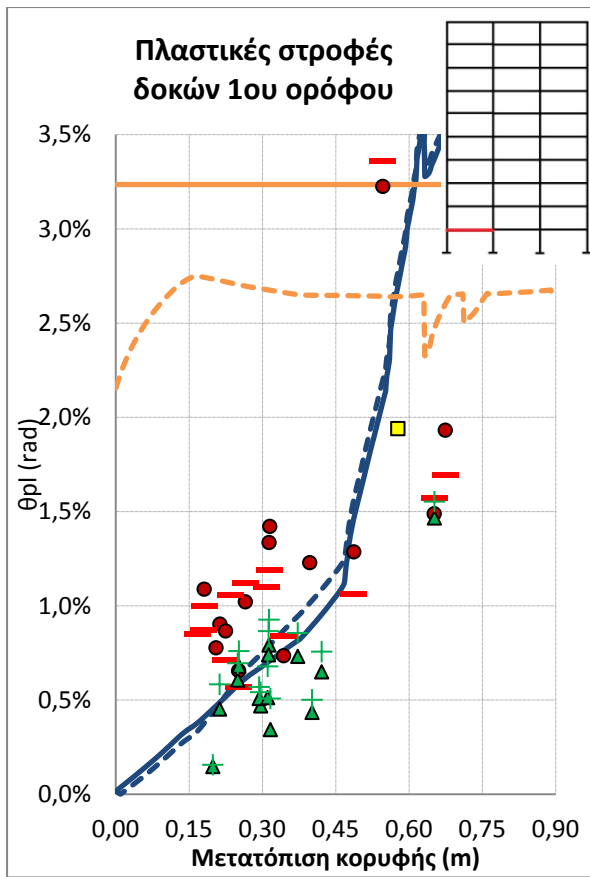 Πλαστικές στροφές
δοκών 1ου ορόφου
3,5%
3,0%
2,5%
2,0%
1,5%
1,0%
0,5%
0,0%
θpl (rad)
0,00 0,15 0,30 0,45 0,60 0,75 0,90
Μετατόπιση κορυφής (m)